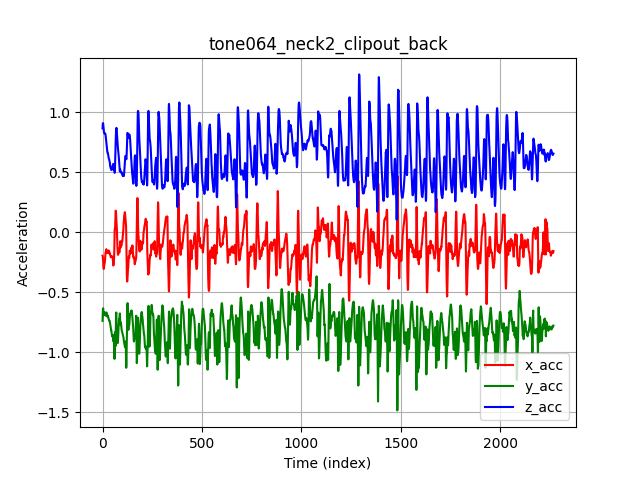 tone064_neck2_clipout_back
1.0
0.5
0.0
−0.5
−1.0
−1.5
Acceleration
0
500
1000
1500
2000
Time (index)
x_acc
y_acc
z_acc